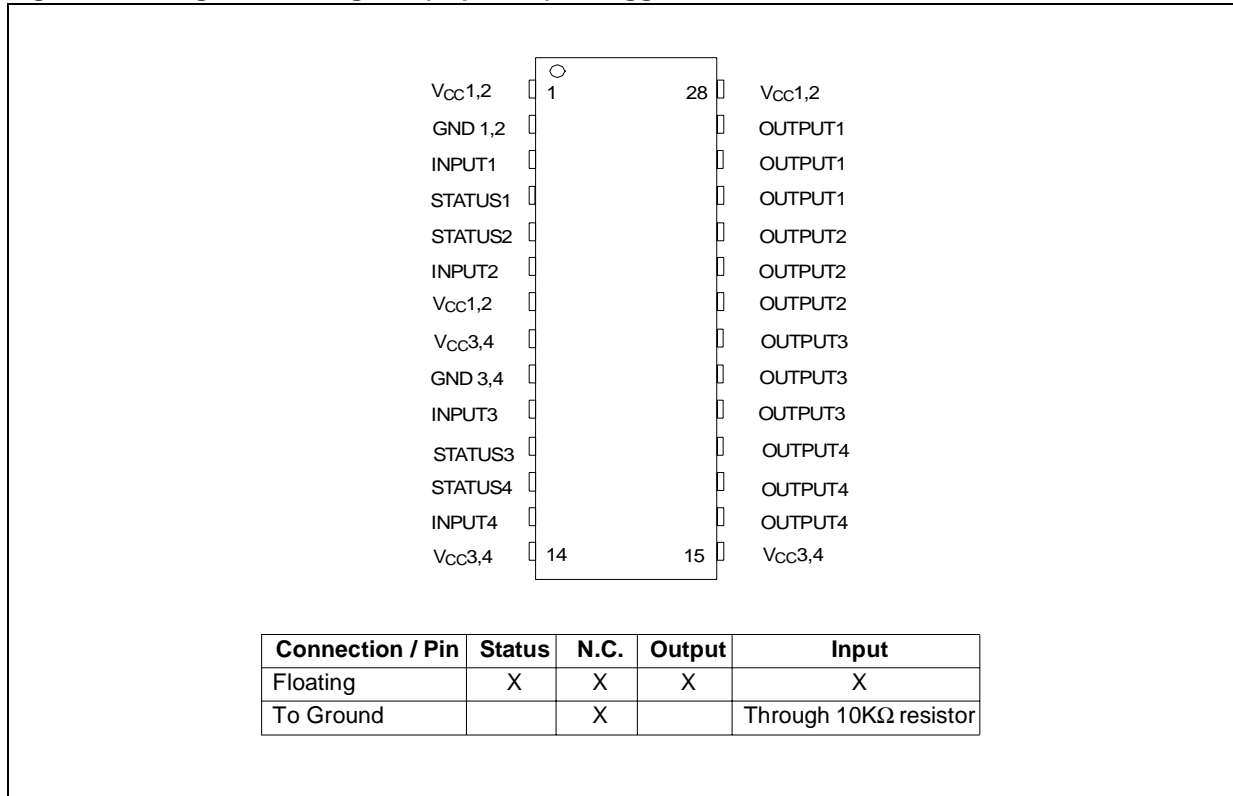 VCC1,2 1 28 VCC1,2
GND 1,2 OUTPUT1
INPUT1 OUTPUT1
STATUS1 OUTPUT1
STATUS2 OUTPUT2
INPUT2 OUTPUT2
VCC1,2 OUTPUT2
VCC3,4 OUTPUT3
GND 3,4 OUTPUT3
INPUT3 OUTPUT3
STATUS3 OUTPUT4
STATUS4 OUTPUT4
INPUT4 OUTPUT4
VCC3,4 14 15 VCC3,4
Connection / Pin Status N.C. Output Input
Floating X X X X
To Ground X Through 10KΩ resistor